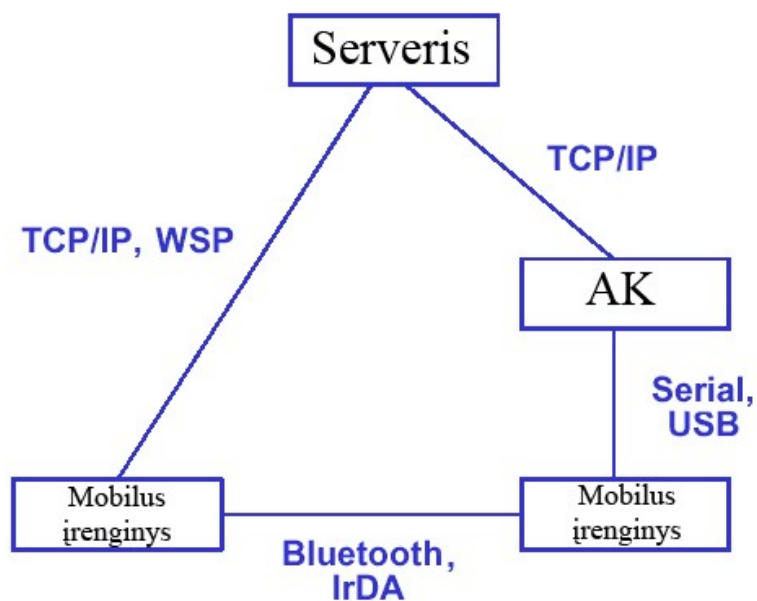 Serveris
TCP/IP
TCP/IP, WSP
AK
Serial,
USB
Mobilus
įrenginys
Mobilus
įrenginys
Bluetooth,
IrDA